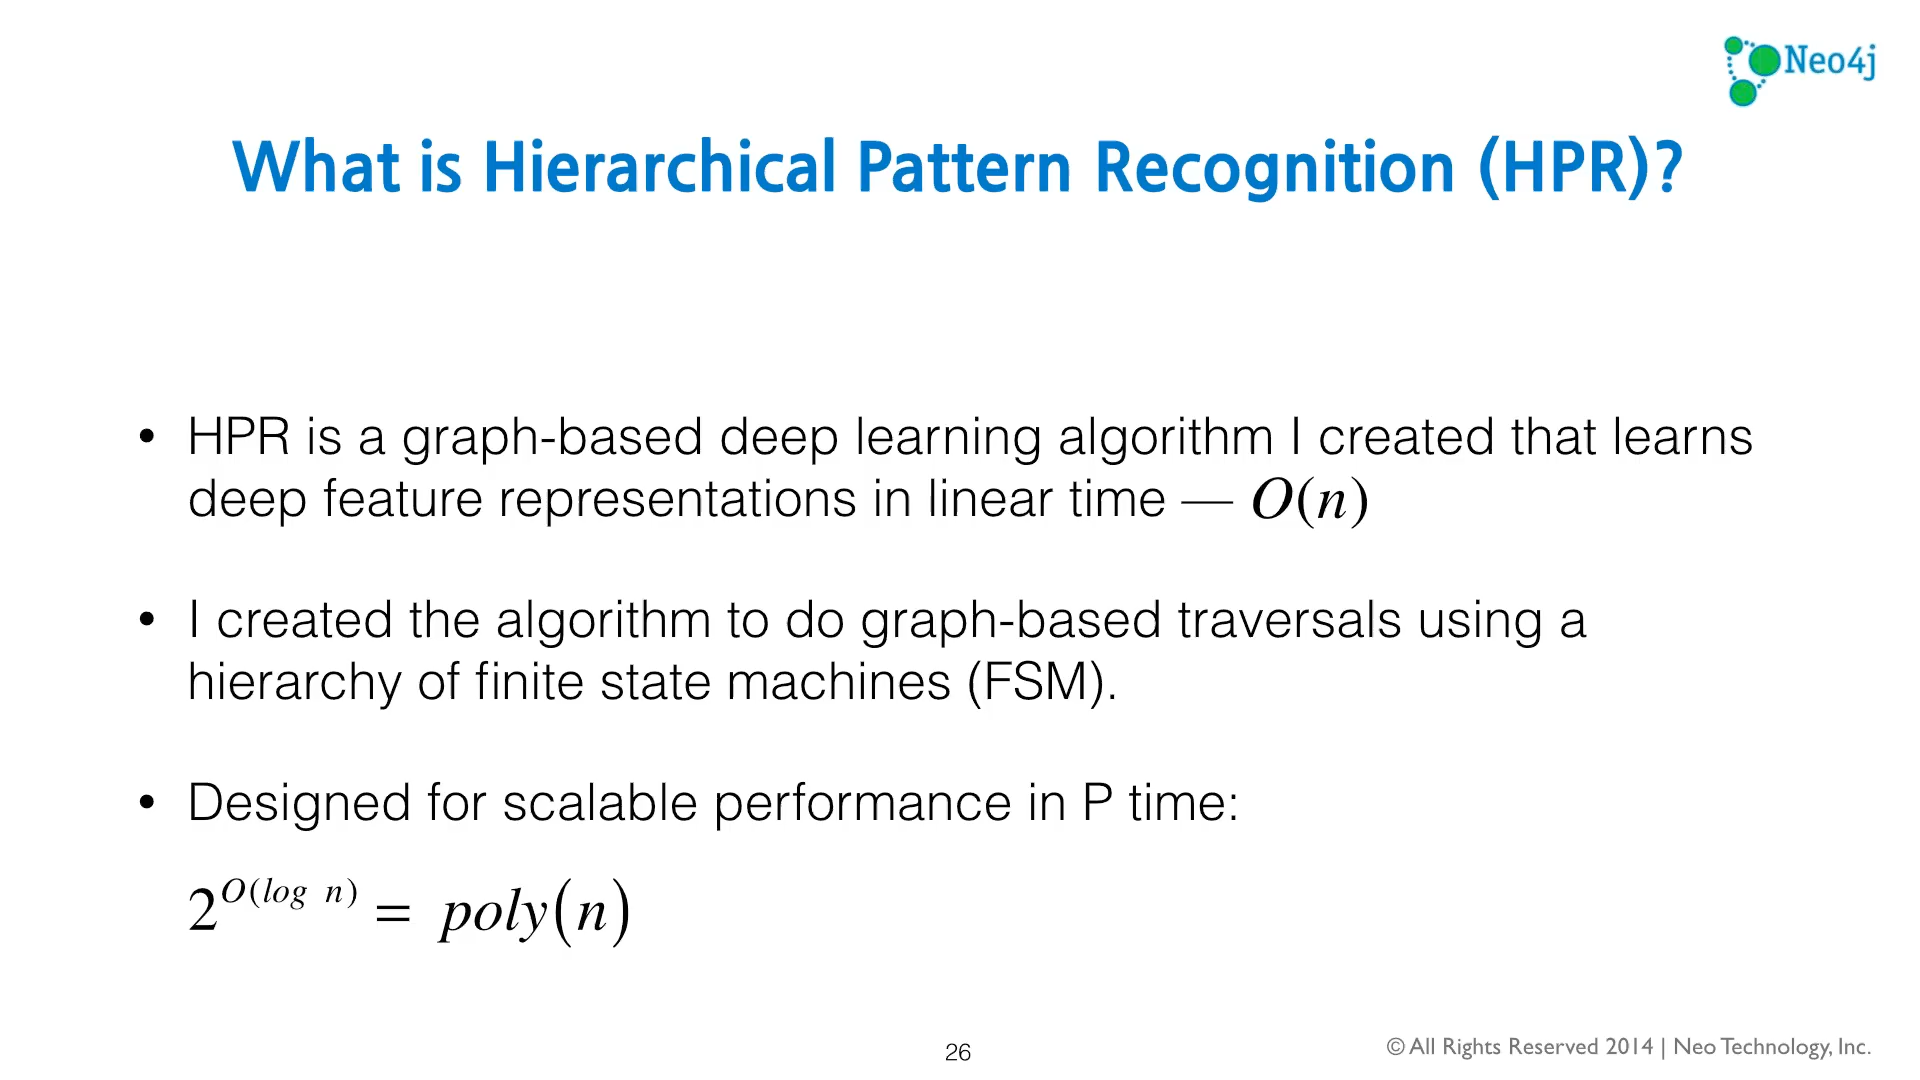 Neo4j
What is Hierarchical Pattern Recognition (HPR)?
• HPR is a graph-based deep learning algorithm I created that learns
deep feature representations in linear time — O(n)
• I created the algorithm to do graph-based traversals using a
hierarchy of finite state machines (FSM).
• Designed for scalable performance in P time:
2^{O(log n)} = poly(n)
26
© All Rights Reserved 2014 | Neo Technology, Inc.